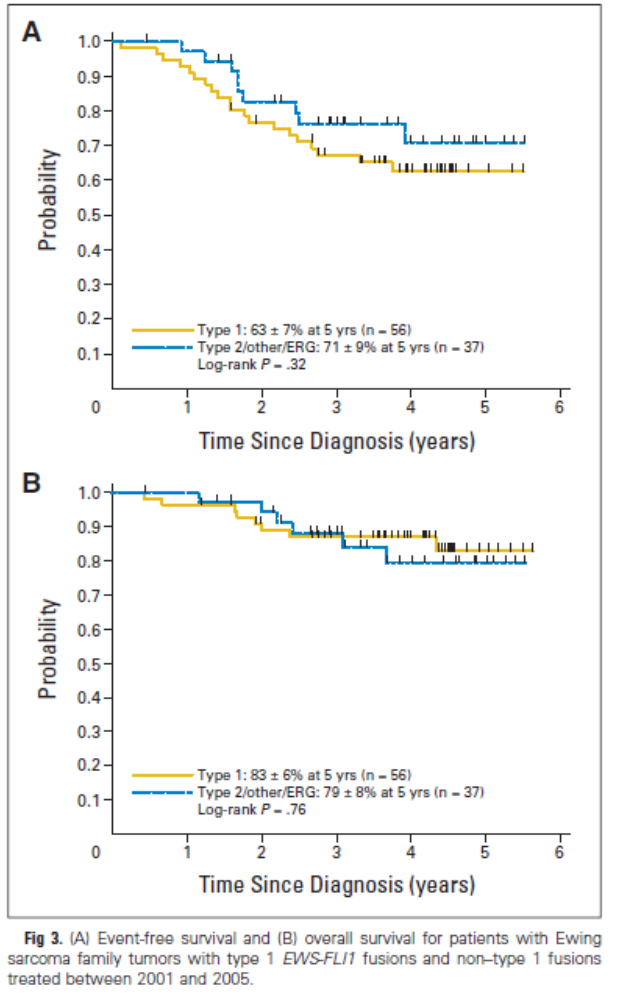 A
1.0
0.9
0.8
0.7
0.6
0.5
0.4
0.3
0.2
0.1
Probability
Type 1: 63 ± 7% at 5 yrs (n = 56)
Type 2/other/ERG: 71 ± 9% at 5 yrs (n = 37)
Log-rank P = .32
0 1 2 3 4 5 6
Time Since Diagnosis (years)
B
1.0
0.9
0.8
0.7
0.6
0.5
0.4
0.3
0.2
0.1
Probability
Type 1: 83 ± 6% at 5 yrs (n = 56)
Type 2/other/ERG: 79 ± 8% at 5 yrs (n = 37)
Log-rank P = .76
0 1 2 3 4 5 6
Time Since Diagnosis (years)
Fig 3. (A) Event-free survival and (B) overall survival for patients with Ewing
sarcoma family tumors with type 1 EWS-FLI1 fusions and non–type 1 fusions
treated between 2001 and 2005.